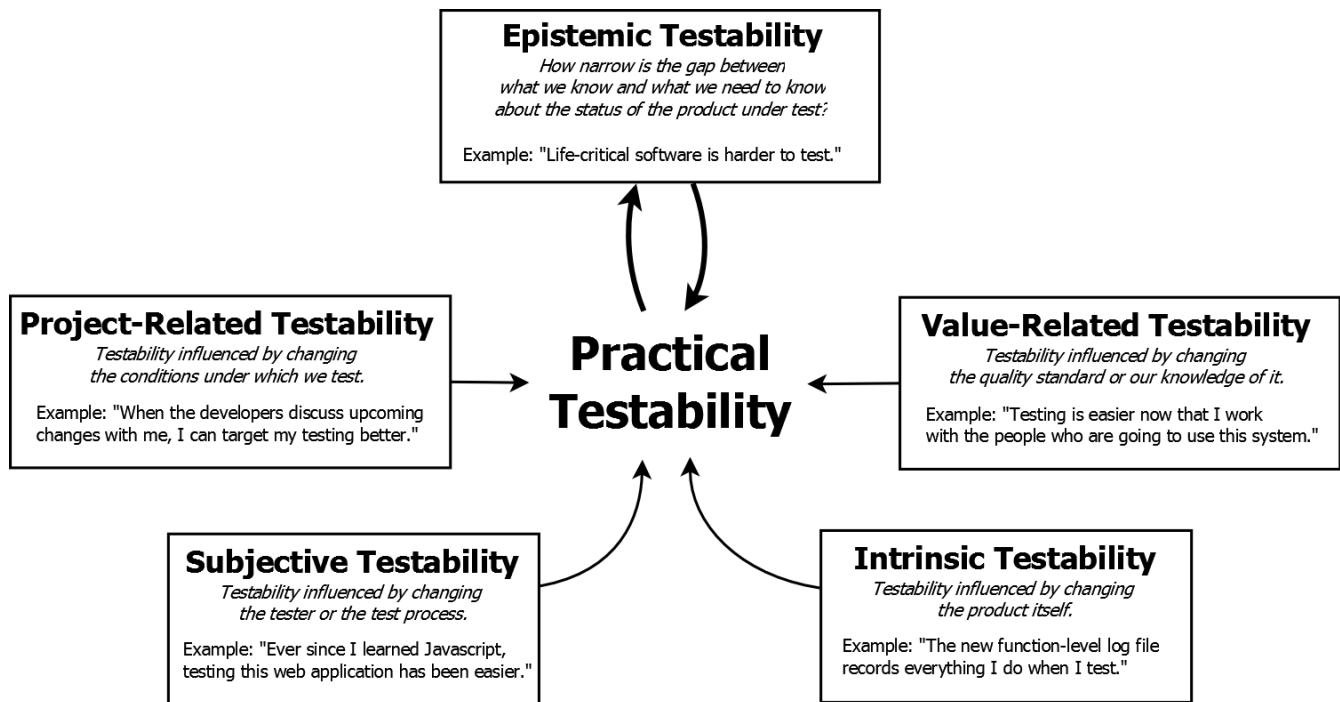 Epistemic Testability
How narrow is the gap between
what we know and what we need to know
about the status of the product under test?
Example: "Life-critical software is harder to test."
Project-Related Testability
Testability influenced by changing
the conditions under which we test.
Example: "When the developers discuss upcoming
changes with me, I can target my testing better."
Practical
Testability
Value-Related Testability
Testability influenced by changing
the quality standard or our knowledge of it.
Example: "Testing is easier now that I work
with the people who are going to use this system."
Subjective Testability
Testability influenced by changing
the tester or the test process.
Example: "Ever since I learned Javascript,
testing this web application has been easier."
Intrinsic Testability
Testability influenced by changing
the product itself.
Example: "The new function-level log file
records everything I do when I test."